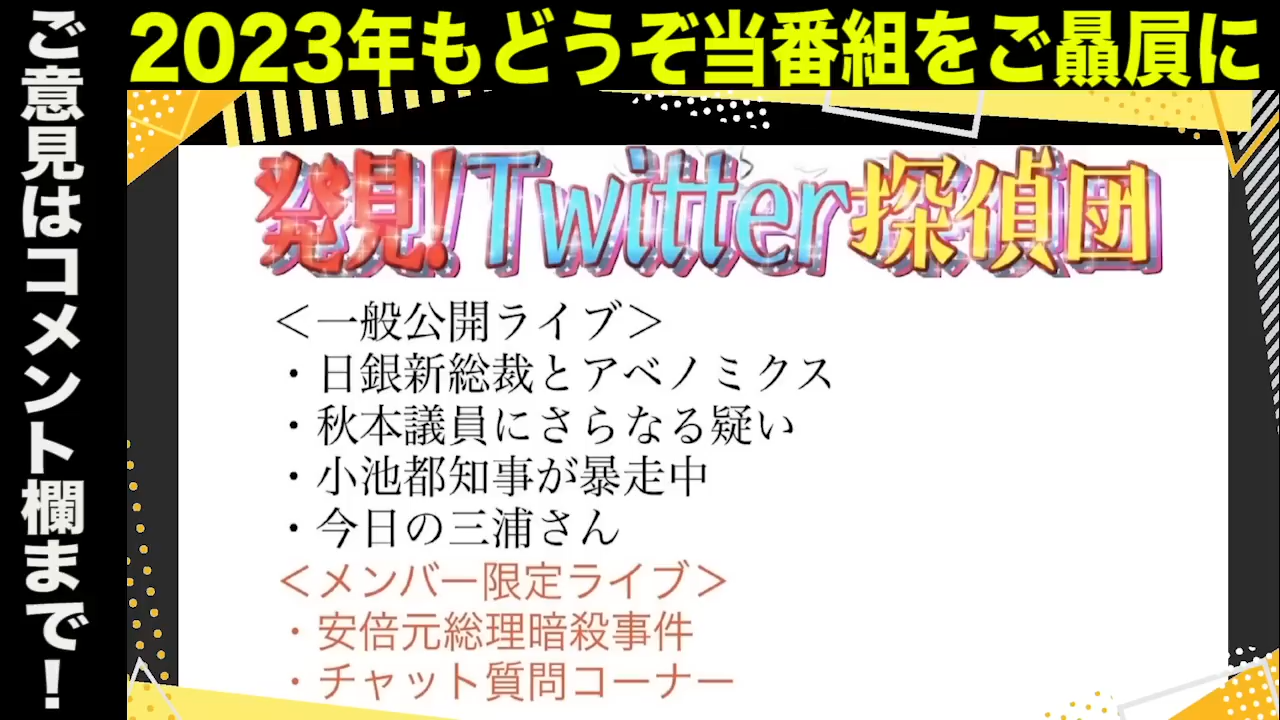 2023年もどうぞ当番組をご贔屓に
ご意見はコメント欄まで!
発見!Twitter探偵団
<一般公開ライブ>
・日銀新総裁とアベノミクス
・秋本議員にさらなる疑い
・小池都知事が暴走中
・今日の三浦さん
<メンバー限定ライブ>
・安倍元総理暗殺事件
・チャット質問コーナー